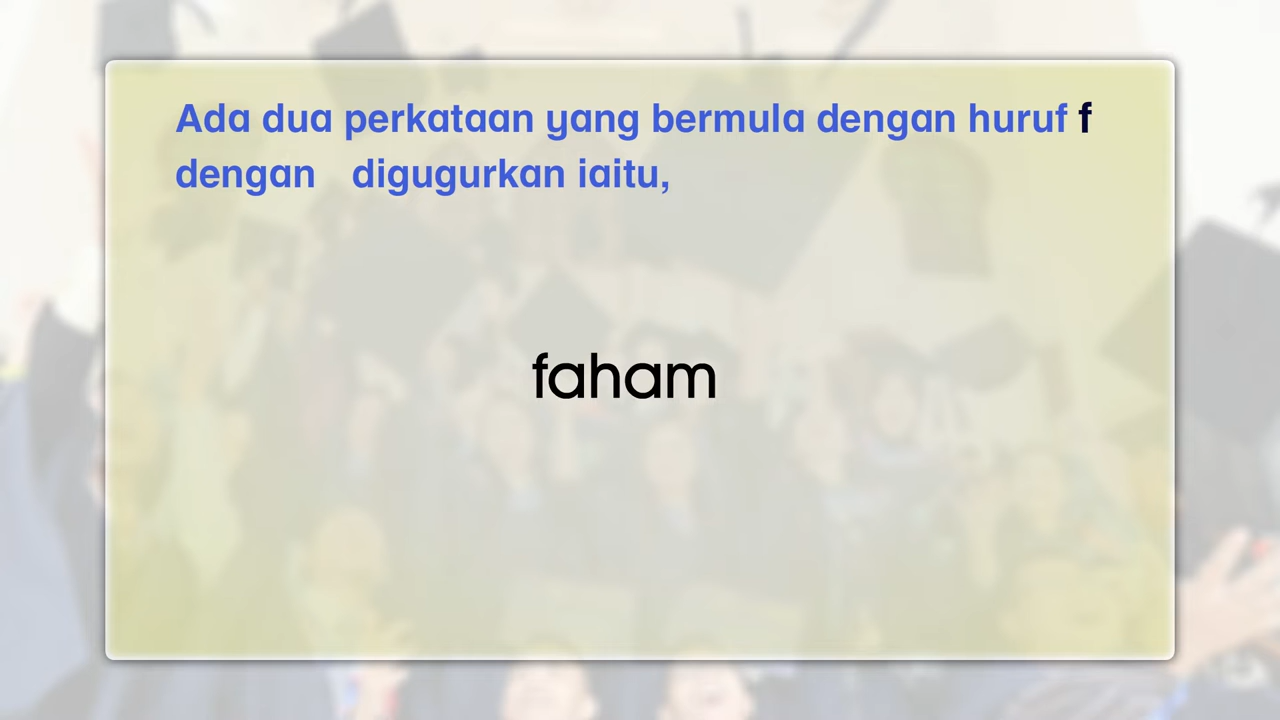 Ada dua perkataan yang bermula dengan huruf f
dengan digugurkan iaitu,
faham